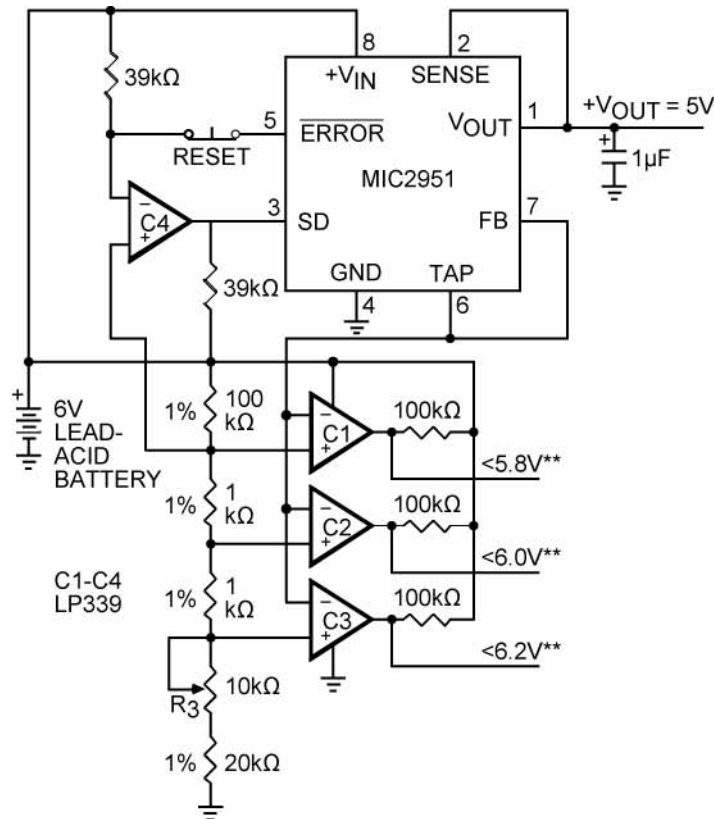 39kΩ
RESET
8
+VIN
2
SENSE
5
ERROR
1
VOUT
+VOUT = 5V
1µF
+
MIC2951
−
C4
+
3
SD
7
FB
GND
4
TAP
6
39kΩ
+
6V
LEAD-
ACID
BATTERY
1%
100
kΩ
−
C1
+
100kΩ
<5.8V**
1%
1
kΩ
−
C2
+
100kΩ
<6.0V**
C1-C4
LP339
1%
1
kΩ
−
C3
+
100kΩ
<6.2V**
R3
10kΩ
1%
20kΩ